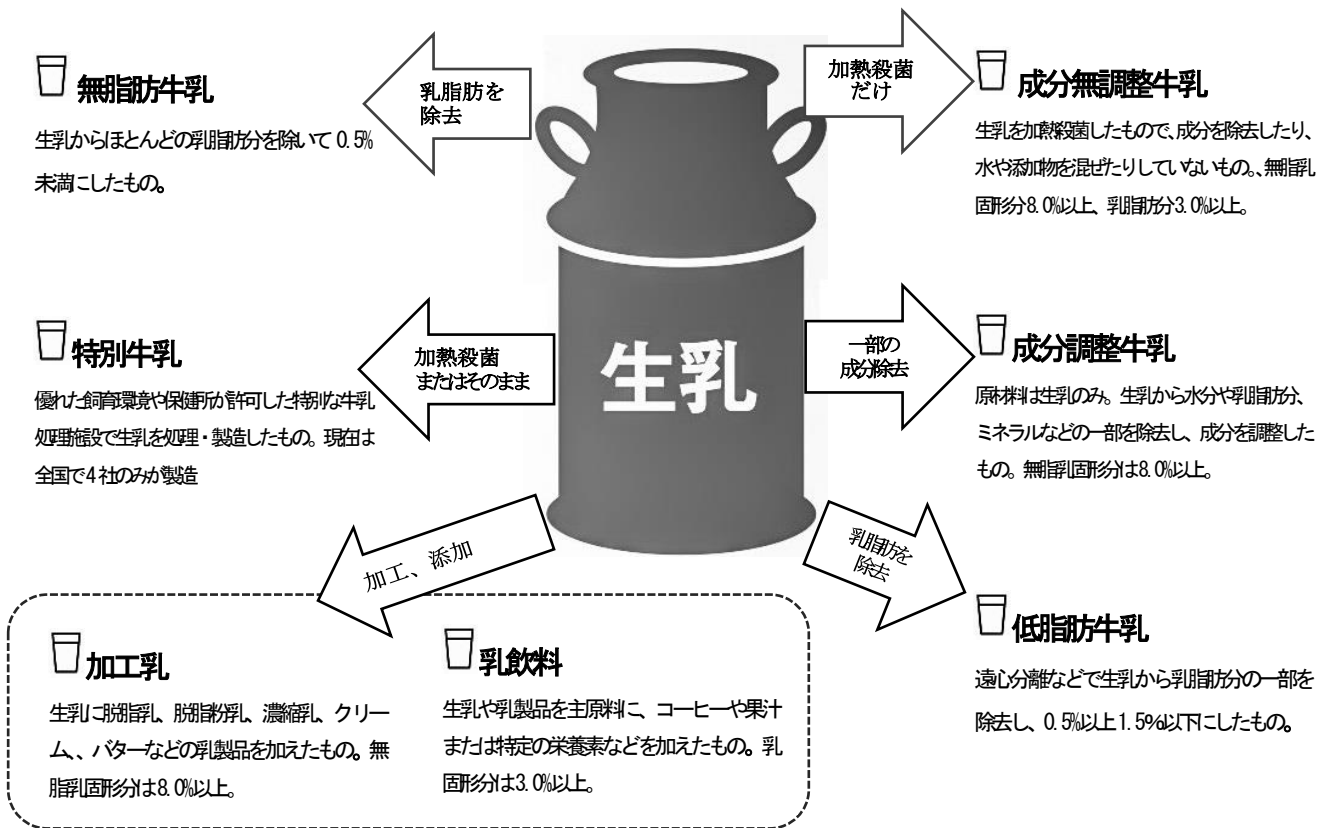 無脂肪牛乳
生乳からほとんどの乳脂肪分を除いて 0.5%
未満にしたもの。
乳脂肪を
除去
加熱殺菌
だけ
成分無調整牛乳
生乳を加熱殺菌したもので、成分を除去したり、
水や添加物を混ぜたりしていないもの。、無脂乳
固形分8.0%以上、乳脂肪分3.0%以上。
特別牛乳
優れた飼育環境や保健所が許可した特別な牛乳
処理施設で生乳を処理・製造したもの。現在は
全国で4社のみが製造
加熱殺菌
またはそのまま
生乳
一部の
成分除去
成分調整牛乳
原材料は生乳のみ。生乳から水分や乳脂肪分、
ミネラルなどの一部を除去し、成分を調整した
もの。無脂乳固形分は8.0%以上。
加工、添加
乳脂肪を
除去
加工乳
生乳に脱脂乳、脱脂粉乳、濃縮乳、クリー
ム、、バターなどの乳製品を加えたもの。無
脂乳固形分は8.0%以上。
乳飲料
生乳や乳製品を主原料に、コーヒーや果汁
または特定の栄養素などを加えたもの。乳
固形分は3.0%以上。
低脂肪牛乳
遠心分離などで生乳から乳脂肪分の一部を
除去し、0.5%以上1.5%以下にしたもの。